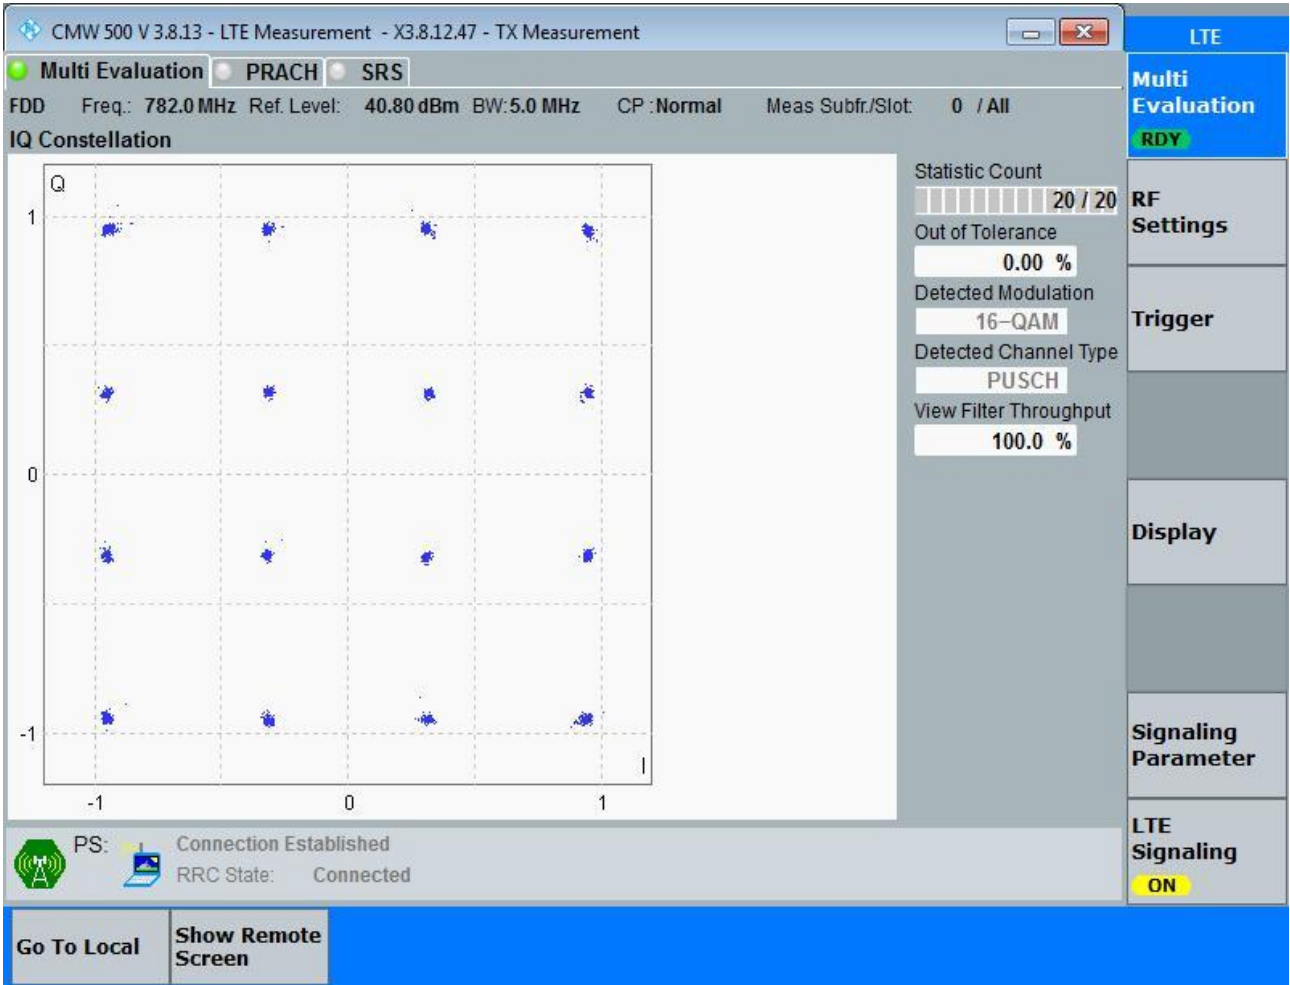 CMW 500 V 3.8.13 - LTE Measurement - X3.8.12.47 - TX Measurement
LTE
Multi Evaluation PRACH SRS
FDD Freq.: 782.0 MHz Ref. Level: 40.80 dBm BW: 5.0 MHz CP : Normal Meas Subfr./Slot: 0 / All
IQ Constellation
Q
1
0
-1
I
-1 0 1
Statistic Count
20 / 20
Out of Tolerance
0.00 %
Detected Modulation
16-QAM
Detected Channel Type
PUSCH
View Filter Throughput
100.0 %
Multi
Evaluation
RDY
RF
Settings
Trigger
Display
Signaling
Parameter
LTE
Signaling
ON
PS: Connection Established
RRC State: Connected
Go To Local
Show Remote
Screen